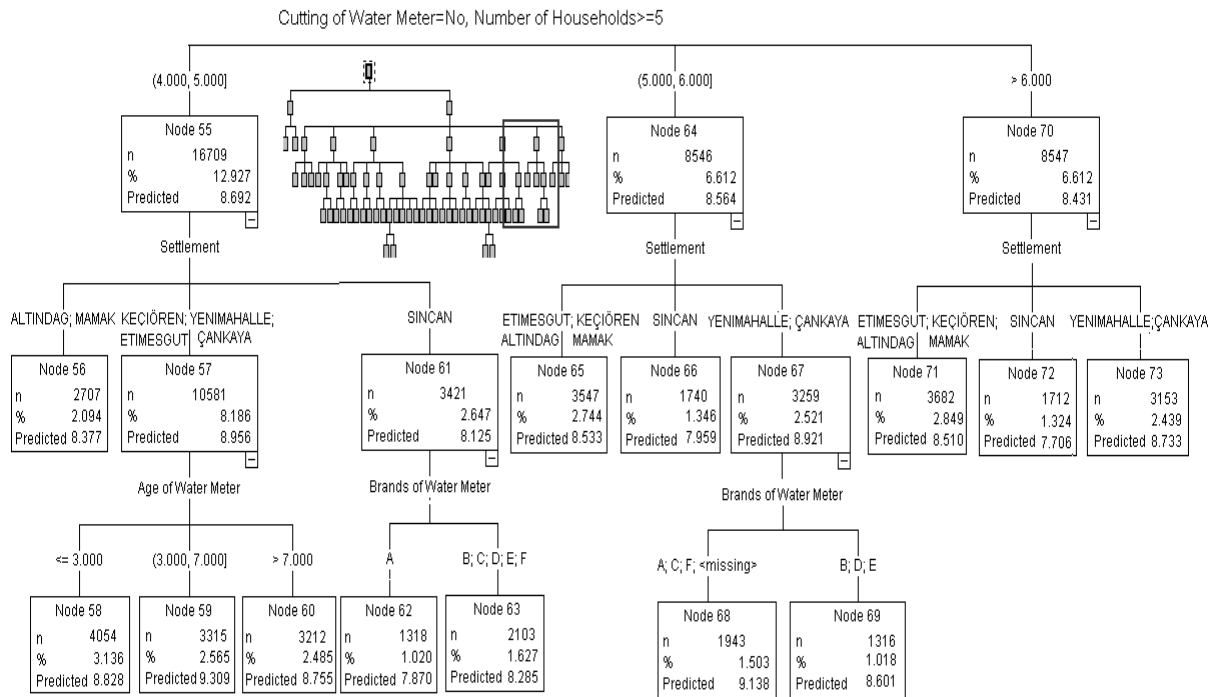 Cutting of Water Meter=No, Number of Households>=5
(4.000, 5.000]
(5.000, 6.000]
> 6.000
Node 55
n 16709
% 12.927
Predicted 8.692
Node 64
n 8546
% 6.612
Predicted 8.564
Node 70
n 8547
% 6.612
Predicted 8.431
Settlement
Settlement
Settlement
ALTINDAG; MAMAK
KEÇİÖREN; YENIMAHALLE;
ETIMESGUT ÇANKAYA
SINCAN
ETIMESGUT; KEÇİÖREN
ALTINDAG MAMAK
SINCAN
YENIMAHALLE; ÇANKAYA
ETIMESGUT; KEÇİÖREN;
ALTINDAG MAMAK
SINCAN
YENIMAHALLE;ÇANKAYA
Node 56
n 2707
% 2.094
Predicted 8.377
Node 57
n 10581
% 8.186
Predicted 8.956
Node 61
n 3421
% 2.647
Predicted 8.125
Node 65
n 3547
% 2.744
Predicted 8.533
Node 66
n 1740
% 1.346
Predicted 7.959
Node 67
n 3259
% 2.521
Predicted 8.921
Node 71
n 3682
% 2.849
Predicted 8.510
Node 72
n 1712
% 1.324
Predicted 7.706
Node 73
n 3153
% 2.439
Predicted 8.733
Age of Water Meter
Brands of Water Meter
Brands of Water Meter
<= 3.000
(3.000, 7.000]
> 7.000
A
B; C; D; E; F
A; C; F; <missing>
B; D; E
Node 58
n 4054
% 3.136
Predicted 8.828
Node 59
n 3315
% 2.565
Predicted 9.309
Node 60
n 3212
% 2.485
Predicted 8.755
Node 62
n 1318
% 1.020
Predicted 7.870
Node 63
n 2103
% 1.627
Predicted 8.285
Node 68
n 1943
% 1.503
Predicted 9.138
Node 69
n 1316
% 1.018
Predicted 8.601